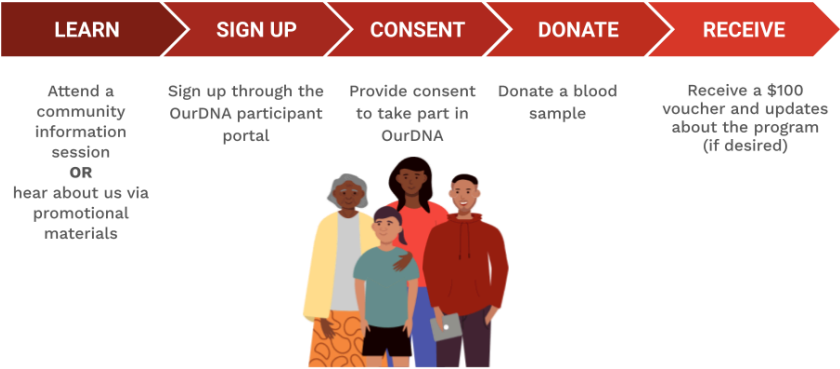 LEARN
SIGN UP
CONSENT
DONATE
RECEIVE
Attend a
community
information
session
OR
hear about us via
promotional
materials
Sign up through the
OurDNA participant
portal
Provide consent
to take part in
OurDNA
Donate a blood
sample
Receive a $100
voucher and updates
about the program
(if desired)